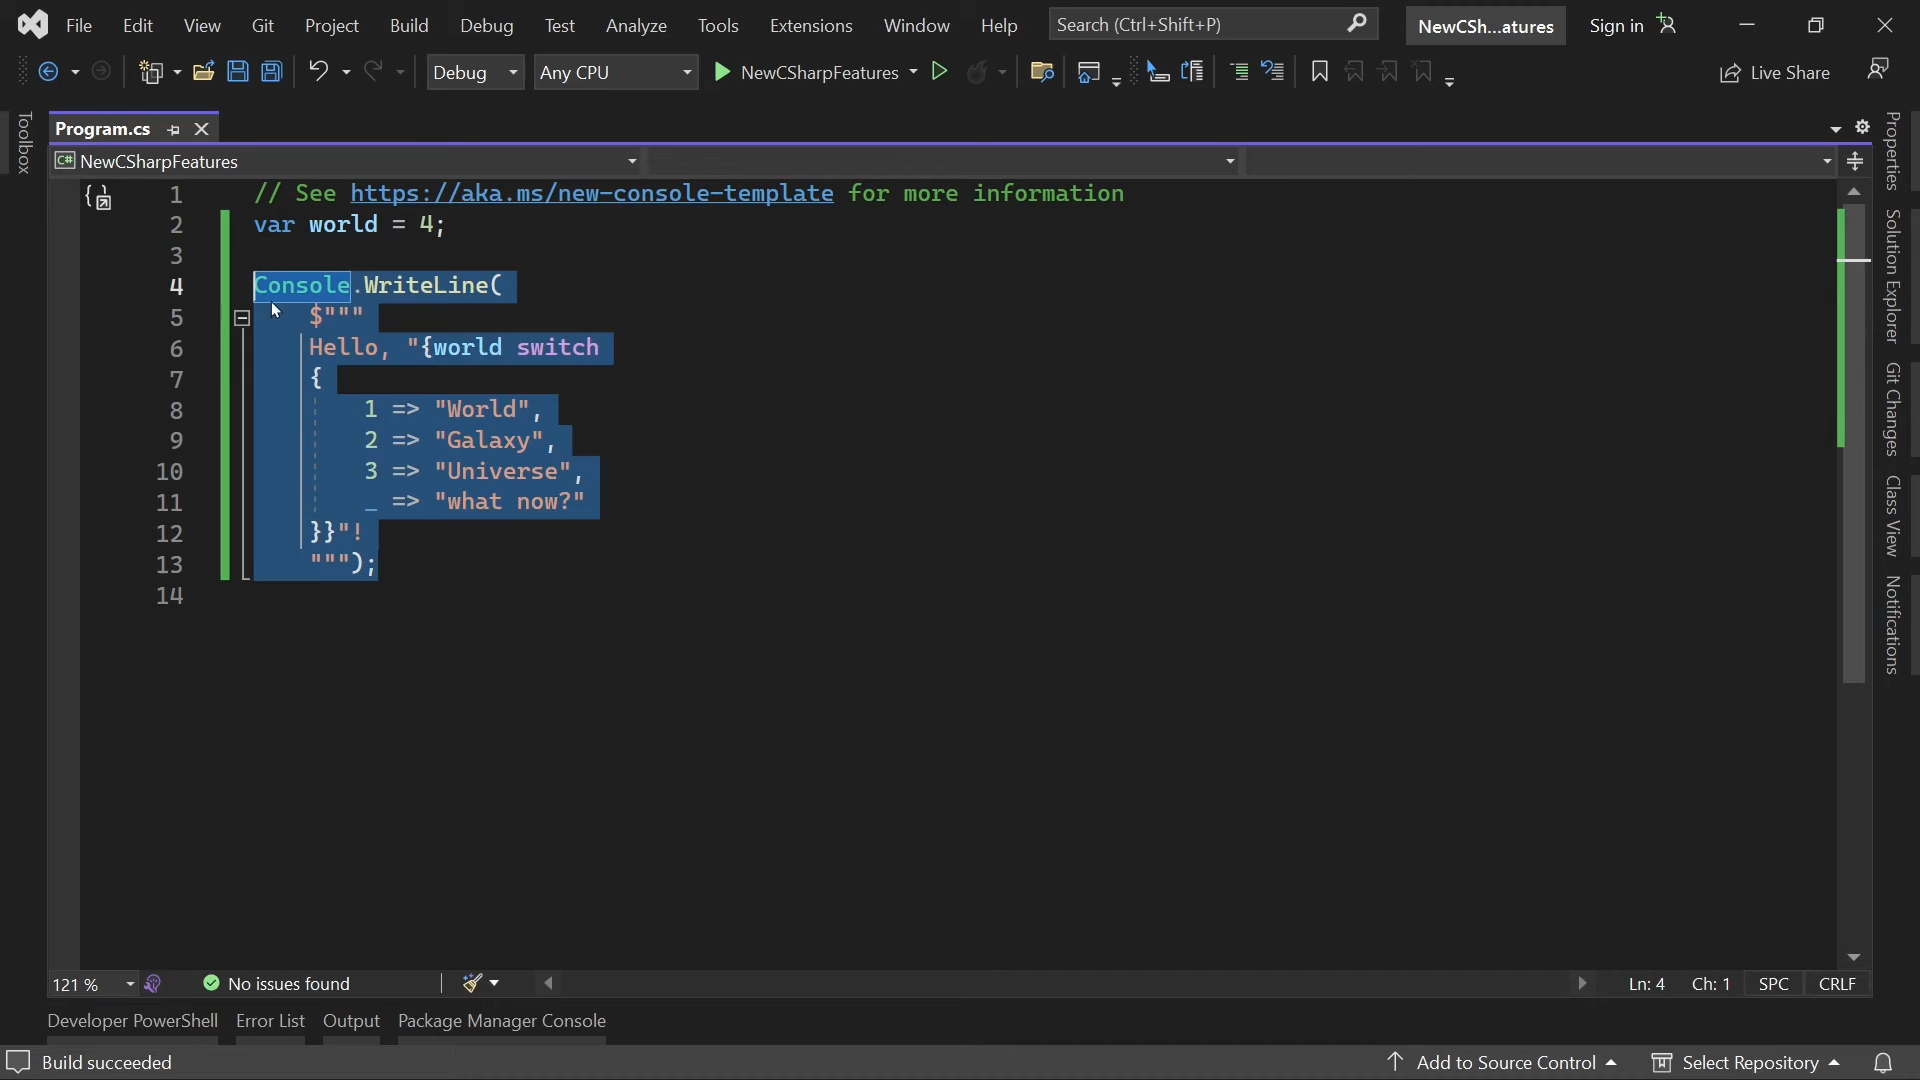 File Edit View Git Project Build Debug Test Analyze Tools Extensions Window Help Search (Ctrl+Shift+P) NewCSh...atures Sign in
Debug Any CPU NewCSharpFeatures Live Share
Toolbox
Program.cs
C# NewCSharpFeatures
1 // See https://aka.ms/new-console-template for more information
2 var world = 4;
3
4 Console.WriteLine(
5 $"""
6 Hello, "{world switch
7 {
8 1 => "World",
9 2 => "Galaxy",
10 3 => "Universe",
11 _ => "what now?"
12 }}"!
13 """);
14
Properties
Solution Explorer
Git Changes
Class View
Notifications
121 % No issues found Ln: 4 Ch: 1 SPC CRLF
Developer PowerShell Error List Output Package Manager Console
Build succeeded Add to Source Control Select Repository